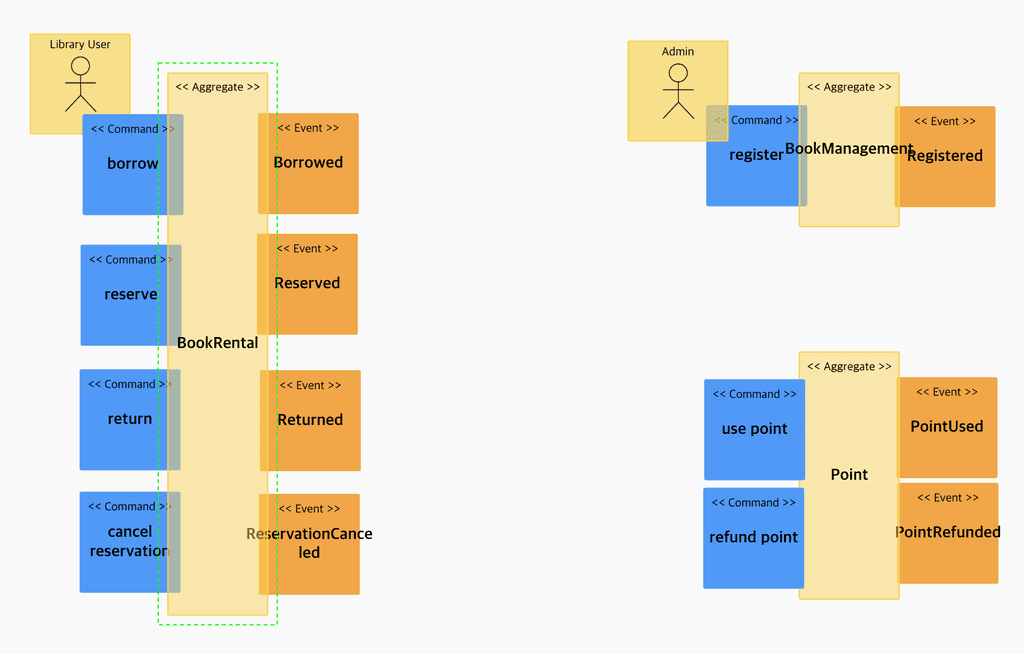 Library User
<< Aggregate >>
<< Command >>
borrow
<< Event >>
Borrowed
<< Command >>
reserve
<< Event >>
Reserved
BookRental
<< Command >>
return
<< Event >>
Returned
<< Command >>
cancel
reservation
<< Event >>
ReservationCance
led
Admin
<< Aggregate >>
<< Command >>
register
BookManagement
<< Event >>
Registered
<< Aggregate >>
<< Command >>
use point
<< Event >>
PointUsed
Point
<< Command >>
refund point
<< Event >>
PointRefunded